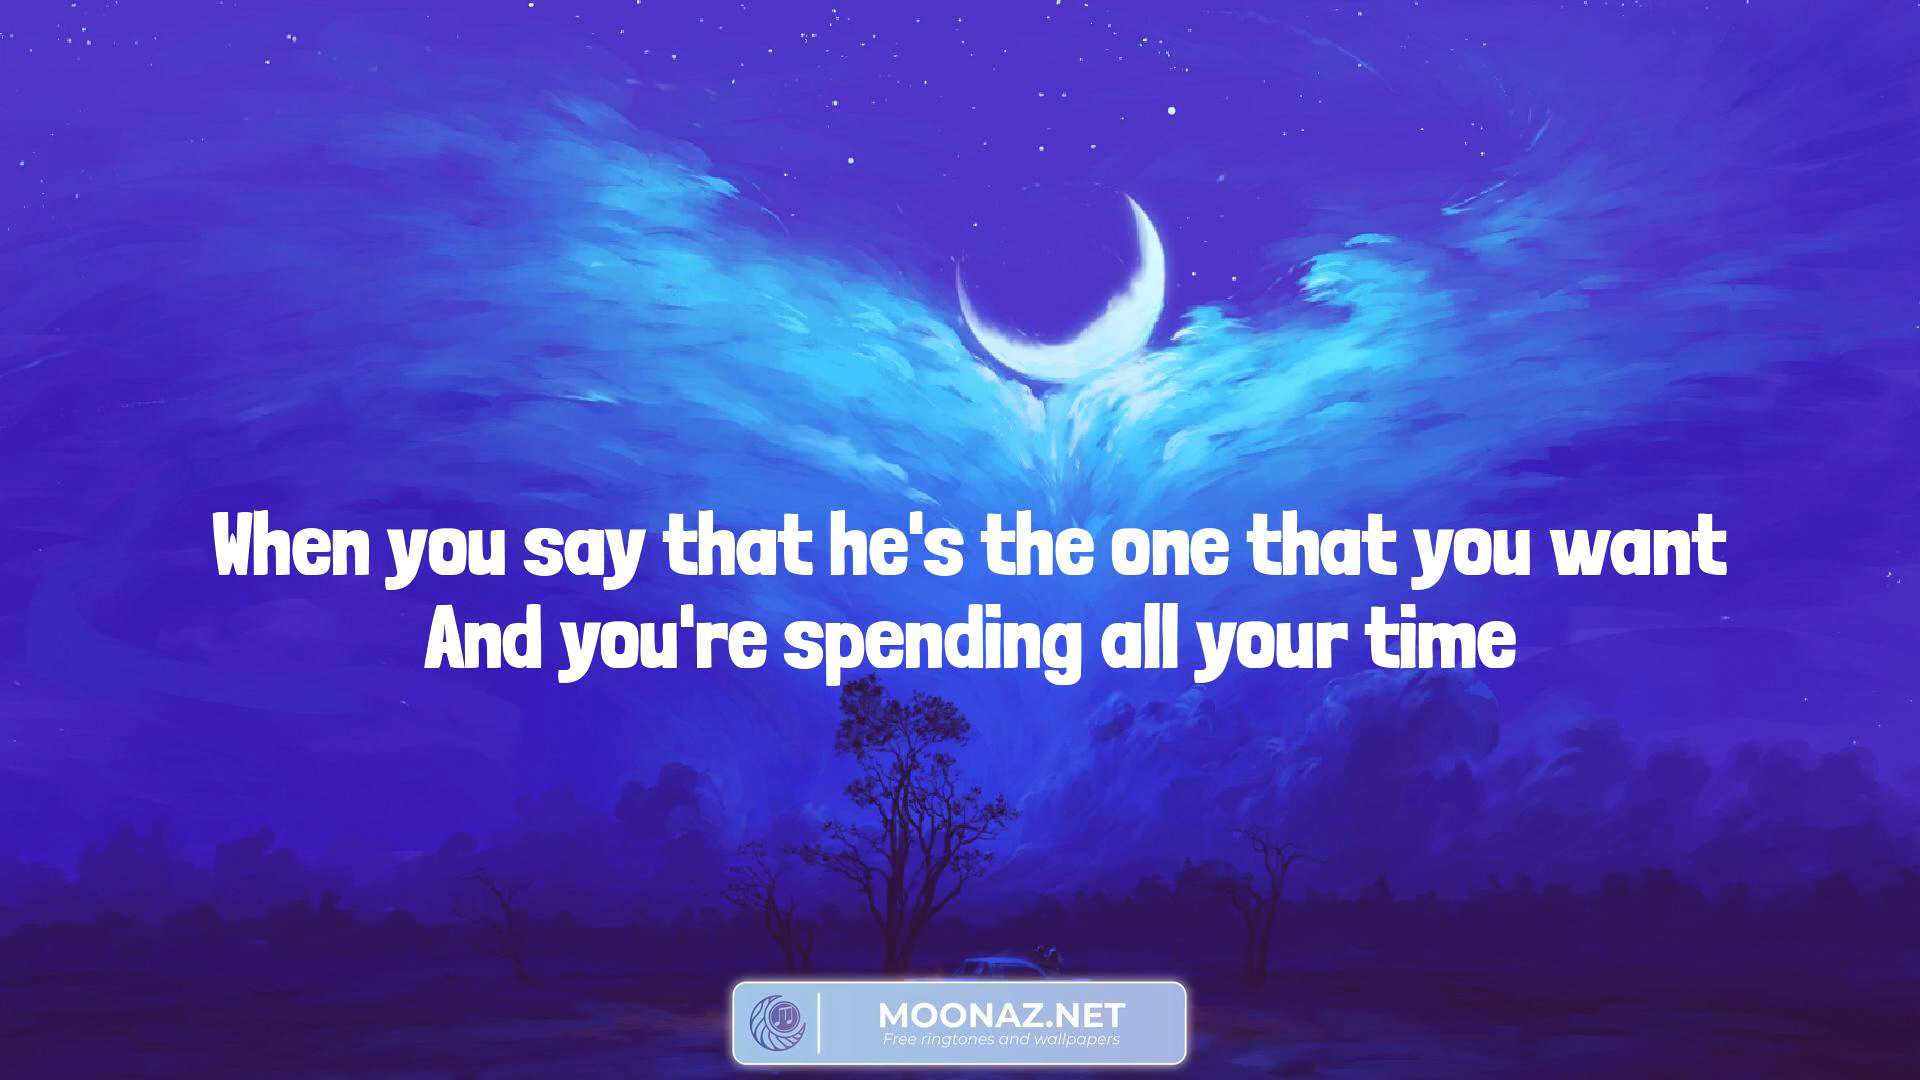 When you say that he's the one that you want
And you're spending all your time
MOONAZ.NET
Free ringtones and wallpapers